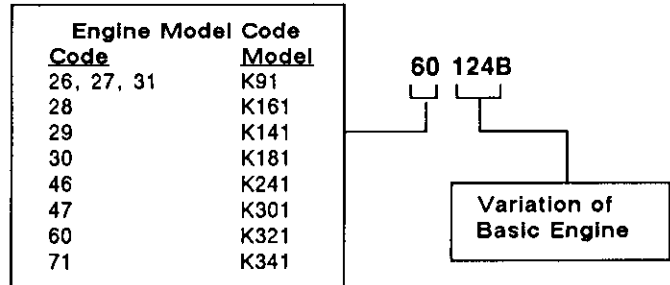 Engine Model Code
Code Model
26, 27, 31 K91
28 K161
29 K141
30 K181
46 K241
47 K301
60 K321
71 K341
60 124B
Variation of
Basic Engine